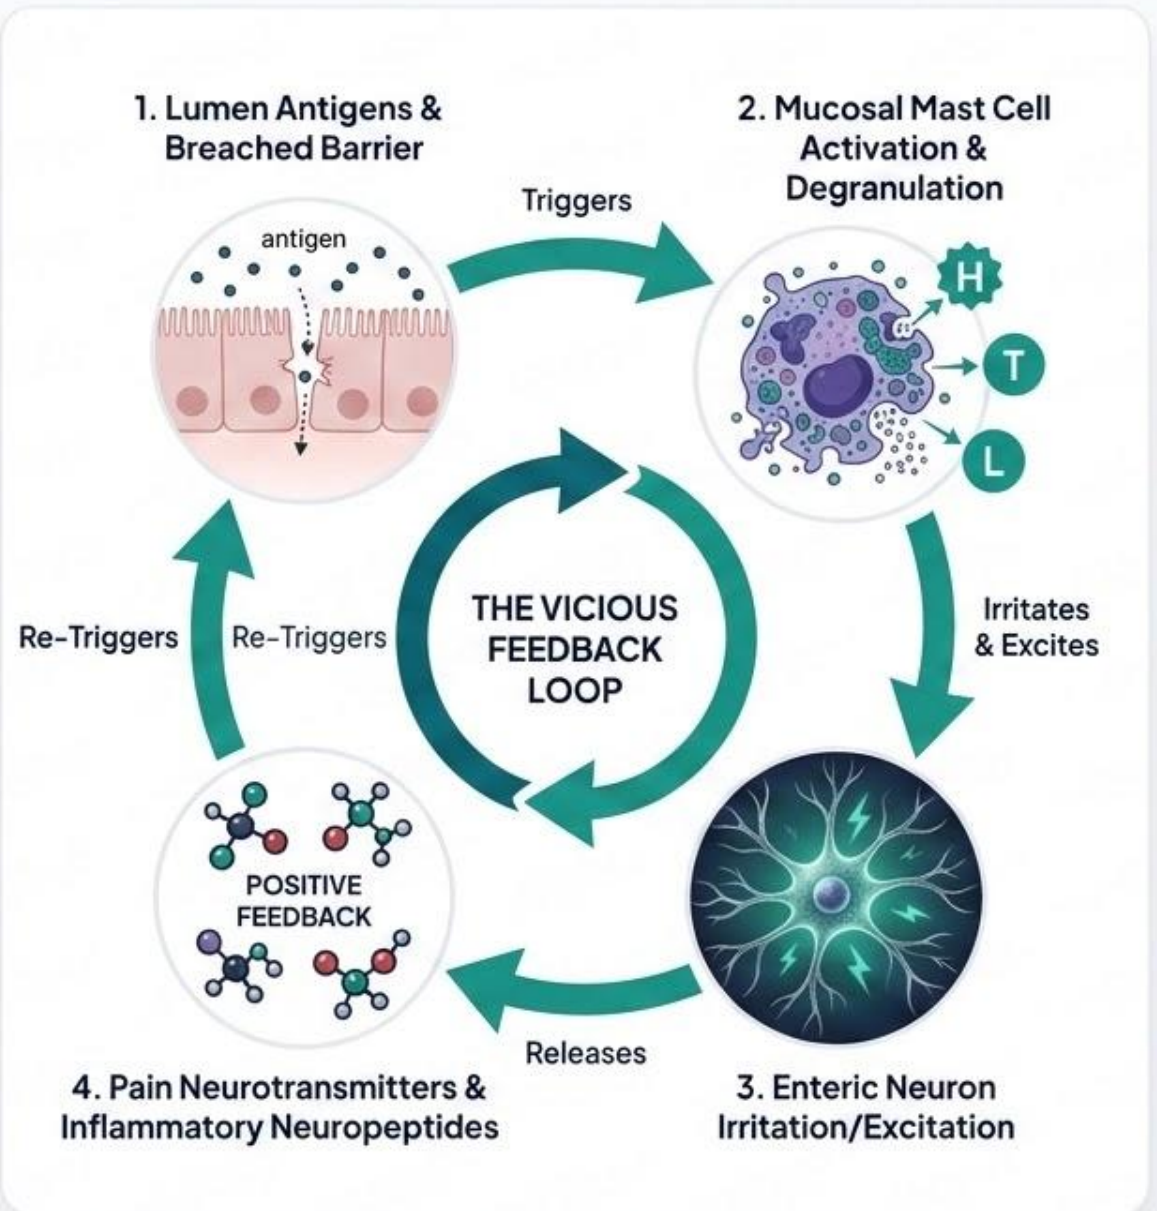 1. Lumen Antigens &
Breached Barrier
antigen
Triggers
2. Mucosal Mast Cell
Activation &
Degranulation
H
T
L
Irritates
& Excites
THE VICIOUS
FEEDBACK
LOOP
Re-Triggers
Re-Triggers
POSITIVE
FEEDBACK
Releases
3. Enteric Neuron
Irritation/Excitation
4. Pain Neurotransmitters &
Inflammatory Neuropeptides